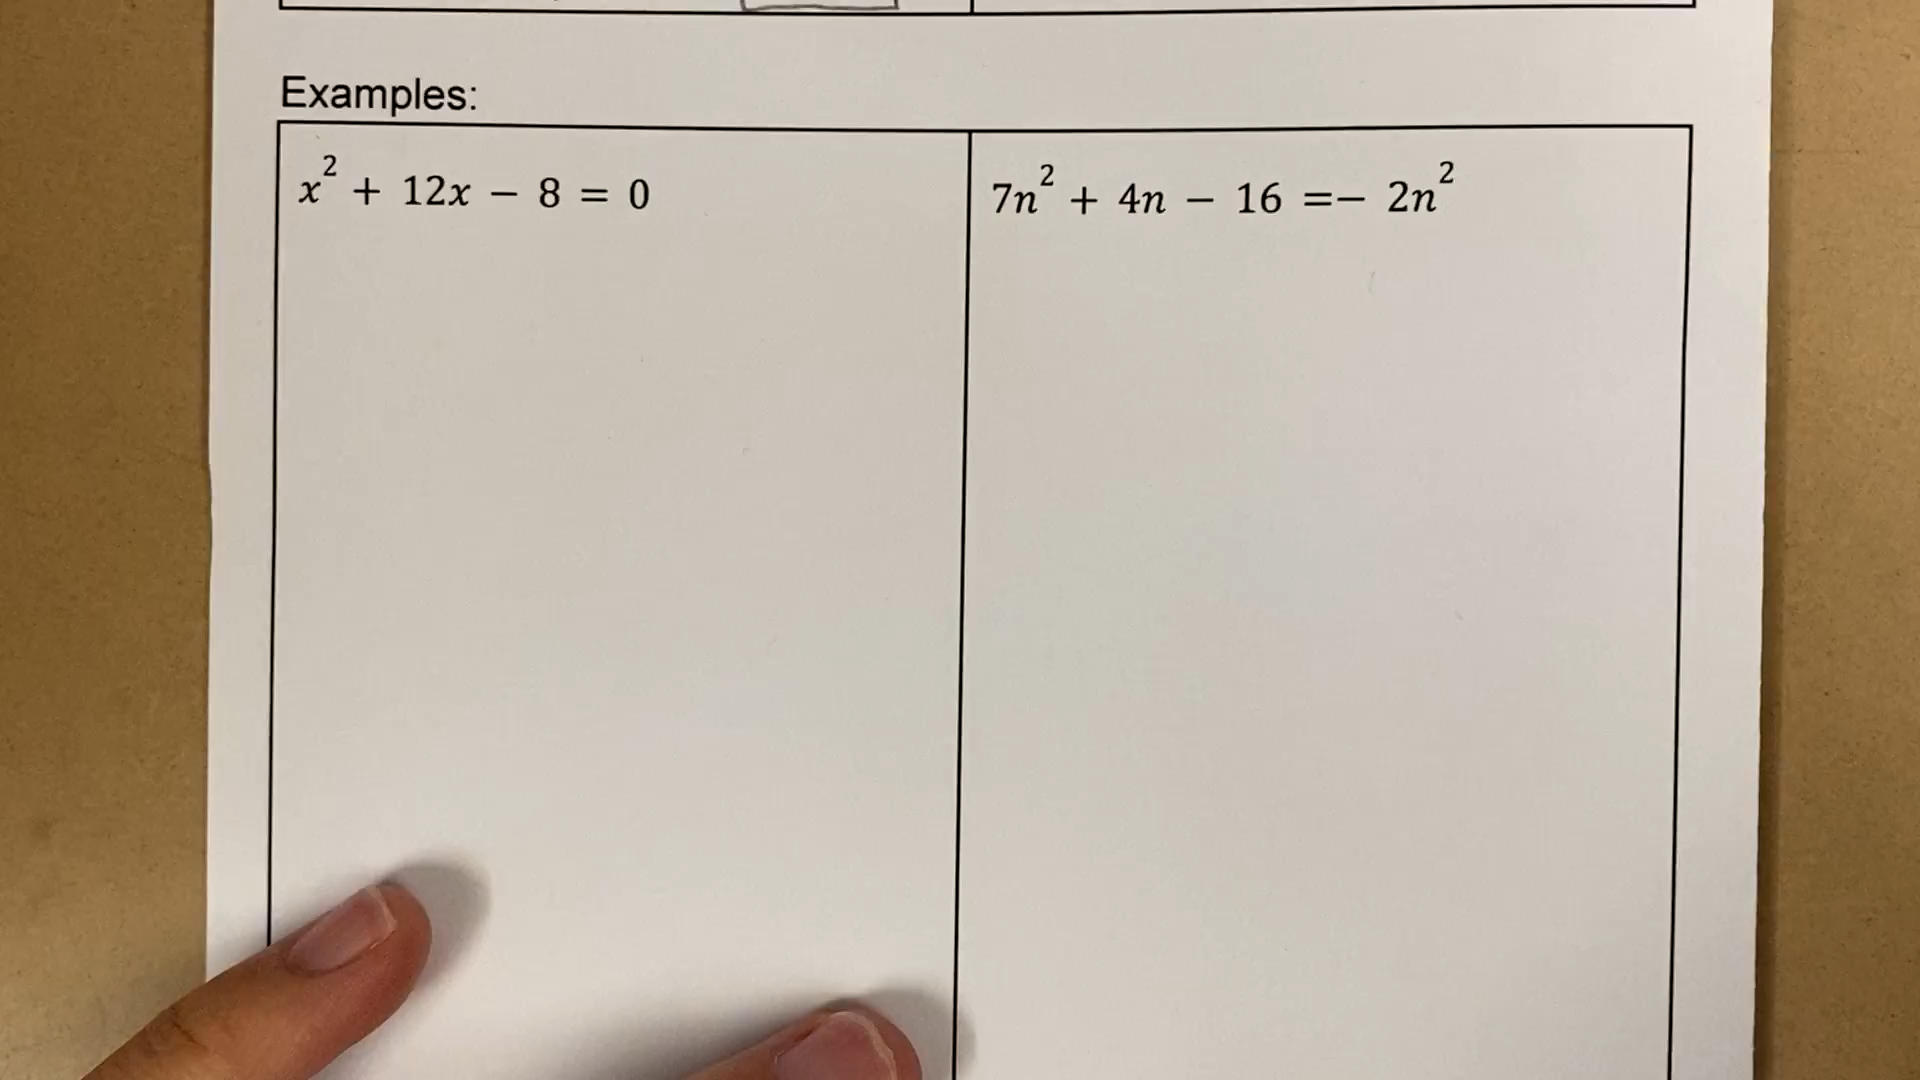 Examples:
x² + 12x − 8 = 0
7n² + 4n − 16 =− 2n²